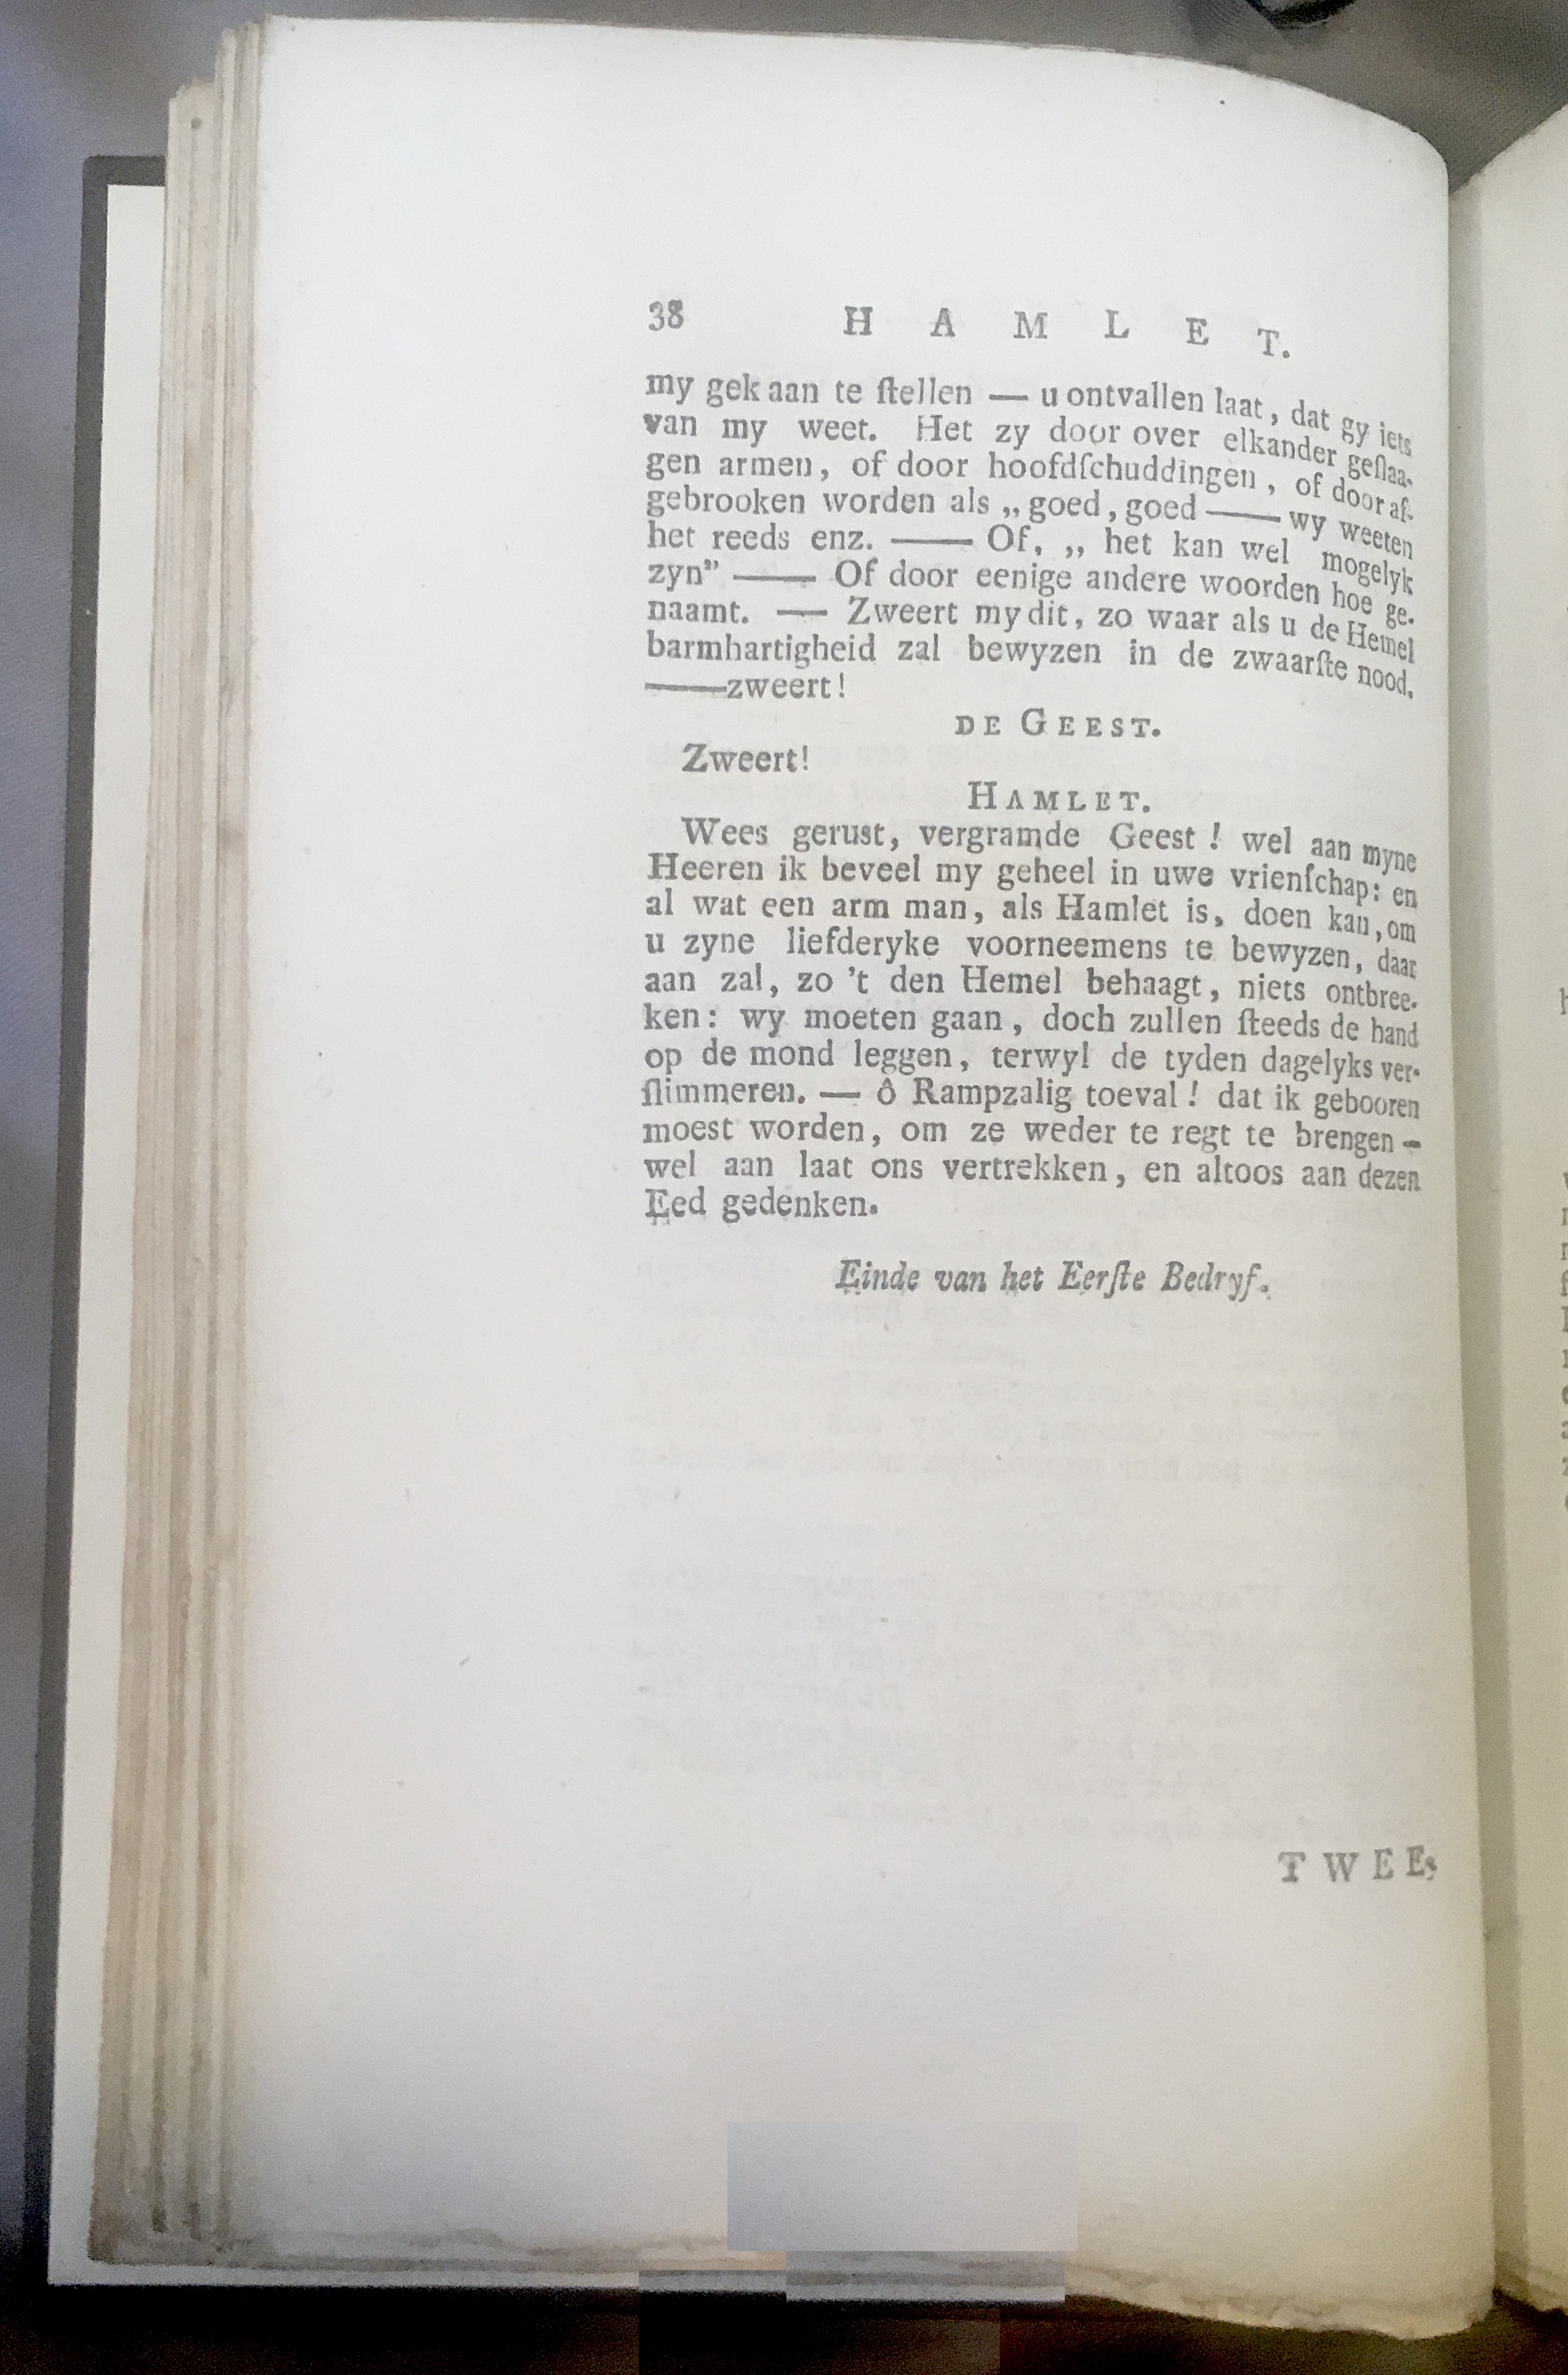 38 H A M L E T.
my gek aan te ſtellen — u ontvallen laat, dat gy iets
van my weet. Het zy door over elkander geſlaa-
gen armen, of door hoofdſchuddingen, of door af-
gebrooken worden als „ goed, goed —— wy weeten
het reeds enz. —— Of, „ het kan wel mogelyk
zyn” —— Of door eenige andere woorden hoe ge-
naamt. — Zweert my dit, zo waar als u de Hemel
barmhartigheid zal bewyzen in de zwaarſte nood,
——zweert!
DE GEEST.
Zweert!
HAMLET.
Wees gerust, vergramde Geest! wel aan myne
Heeren ik beveel my geheel in uwe vrienſchap: en
al wat een arm man, als Hamlet is, doen kan, om
u zyne liefderyke voorneemens te bewyzen, daar
aan zal, zo 't den Hemel behaagt, niets ontbree-
ken: wy moeten gaan, doch zullen ſteeds de hand
op de mond leggen, terwyl de tyden dagelyks ver-
ſlimmeren. — ô Rampzalig toeval! dat ik gebooren
moest worden, om ze weder te regt te brengen —
wel aan laat ons vertrekken, en altoos aan dezen
Eed gedenken.
Einde van het Eerſte Bedryf.
TWEE-